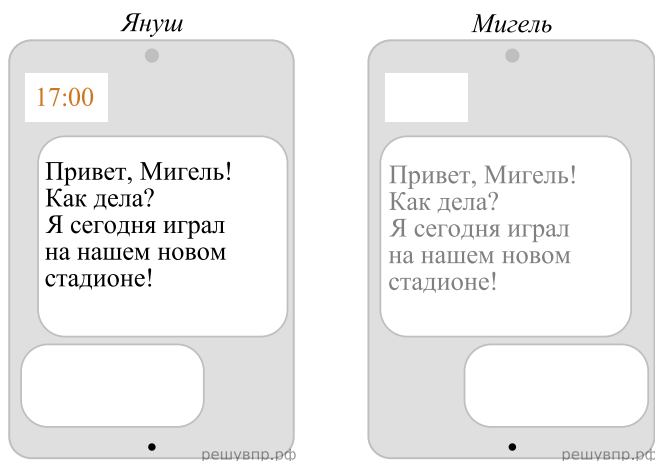 Януш
17:00
Привет, Мигель!
Как дела?
Я сегодня играл
на нашем новом
стадионе!
решувпр.рф
Мигель
Привет, Мигель!
Как дела?
Я сегодня играл
на нашем новом
стадионе!
решувпр.рф